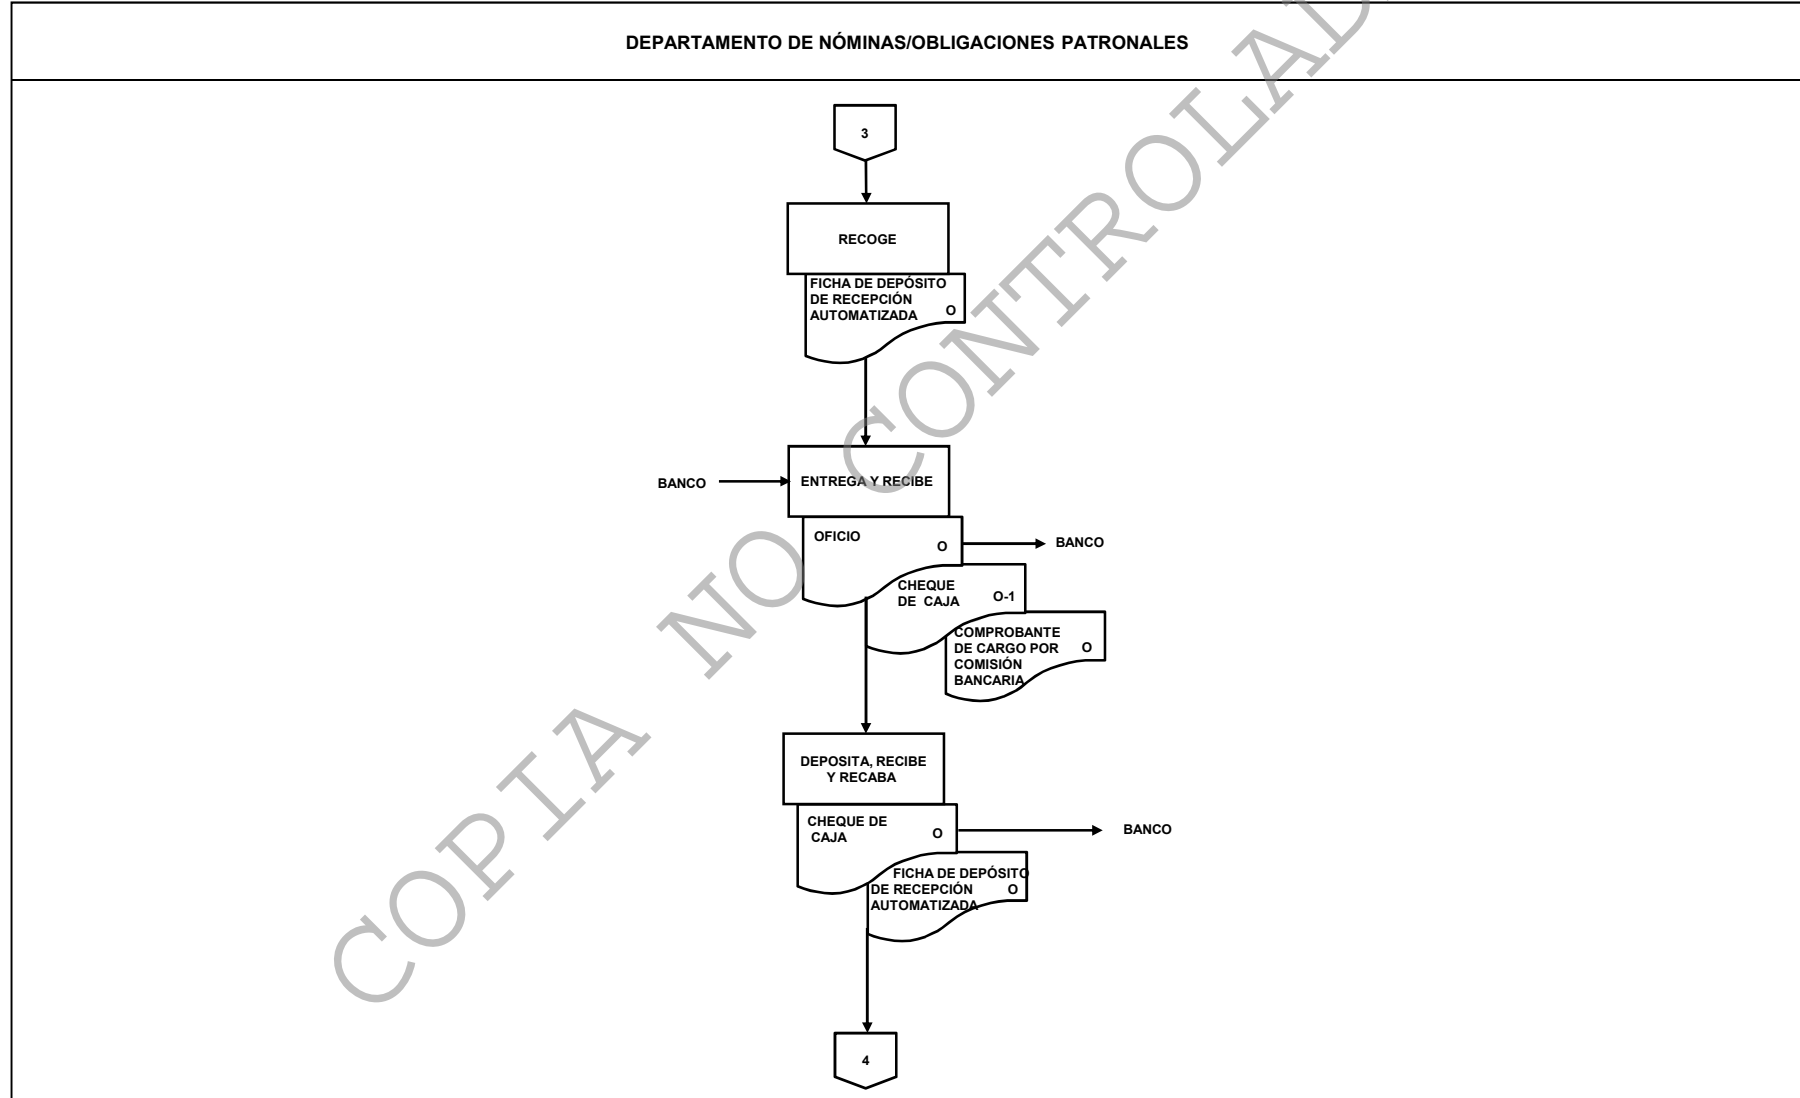 DEPARTAMENTO DE NÓMINAS/OBLIGACIONES PATRONALES
3
RECOGE
FICHA DE DEPÓSITO
DE RECEPCIÓN
AUTOMATIZADA O
BANCO
ENTREGA Y RECIBE
OFICIO
O
BANCO
CHEQUE
DE CAJA O-1
COMPROBANTE
DE CARGO POR O
COMISIÓN
BANCARIA
DEPOSITA, RECIBE
Y RECABA
CHEQUE DE
CAJA O
BANCO
FICHA DE DEPÓSITO
DE RECEPCIÓN O
AUTOMATIZADA
4
COPIA NO CONTROLAD